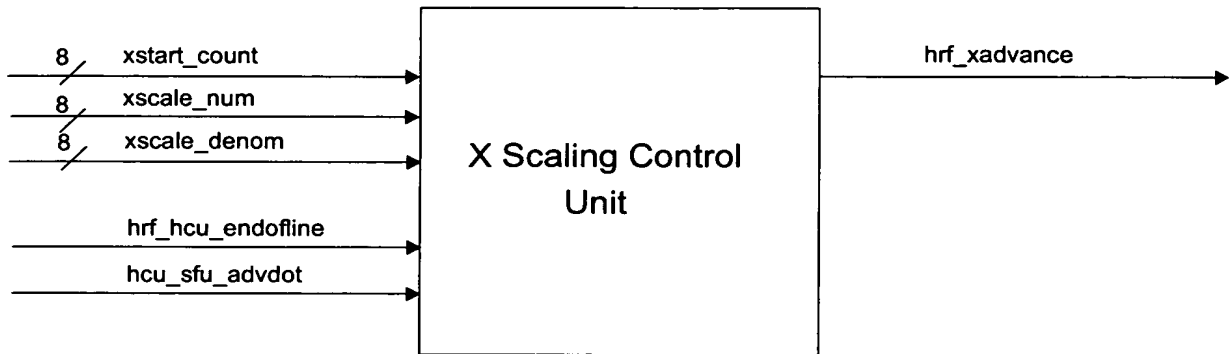 8 xstart_count
8 xscale_num
8 xscale_denom
hrf_hcu_endofline
hcu_sfu_advdot
X Scaling Control
Unit
hrf_xadvance